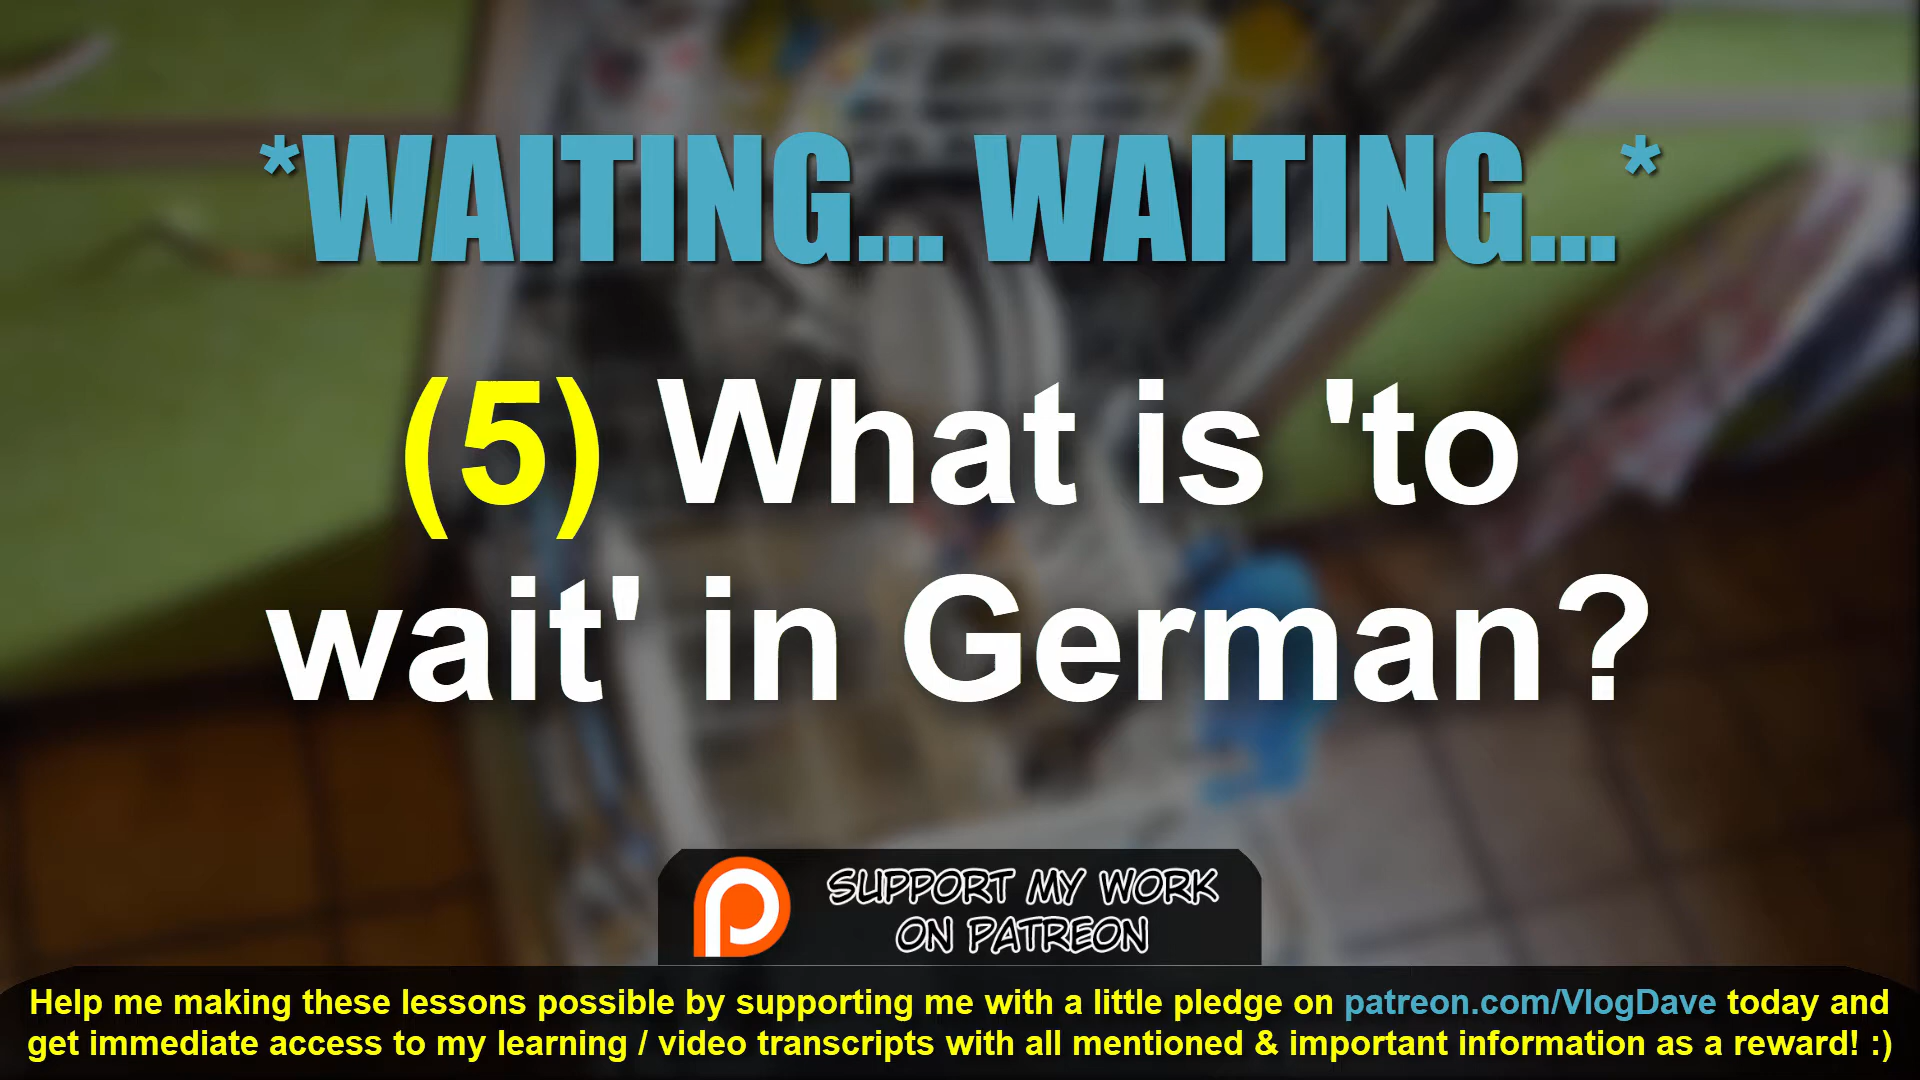 *WAITING... WAITING...*
(5) What is 'to
wait' in German?
SUPPORT MY WORK
ON PATREON
Help me making these lessons possible by supporting me with a little pledge on patreon.com/VlogDave today and
get immediate access to my learning / video transcripts with all mentioned & important information as a reward! :)